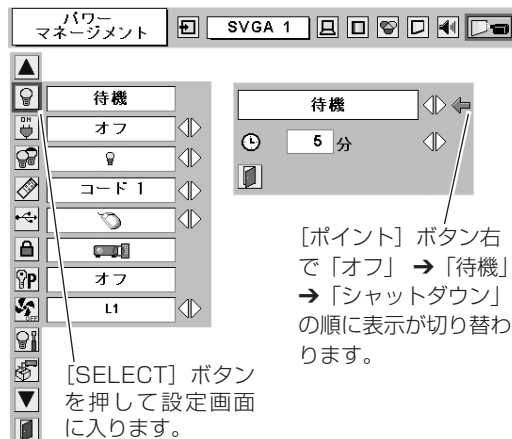 パワー
マネージメント
SVGA 1
待機
ON
オフ
コード 1
P
オフ
OFF
L1
待機
5 分
[ポイント] ボタン右
で「オフ」 ➔「待機」
➔「シャットダウン」
の順に表示が切り替わ
ります。
[SELECT] ボタン
を押して設定画面
に入ります。